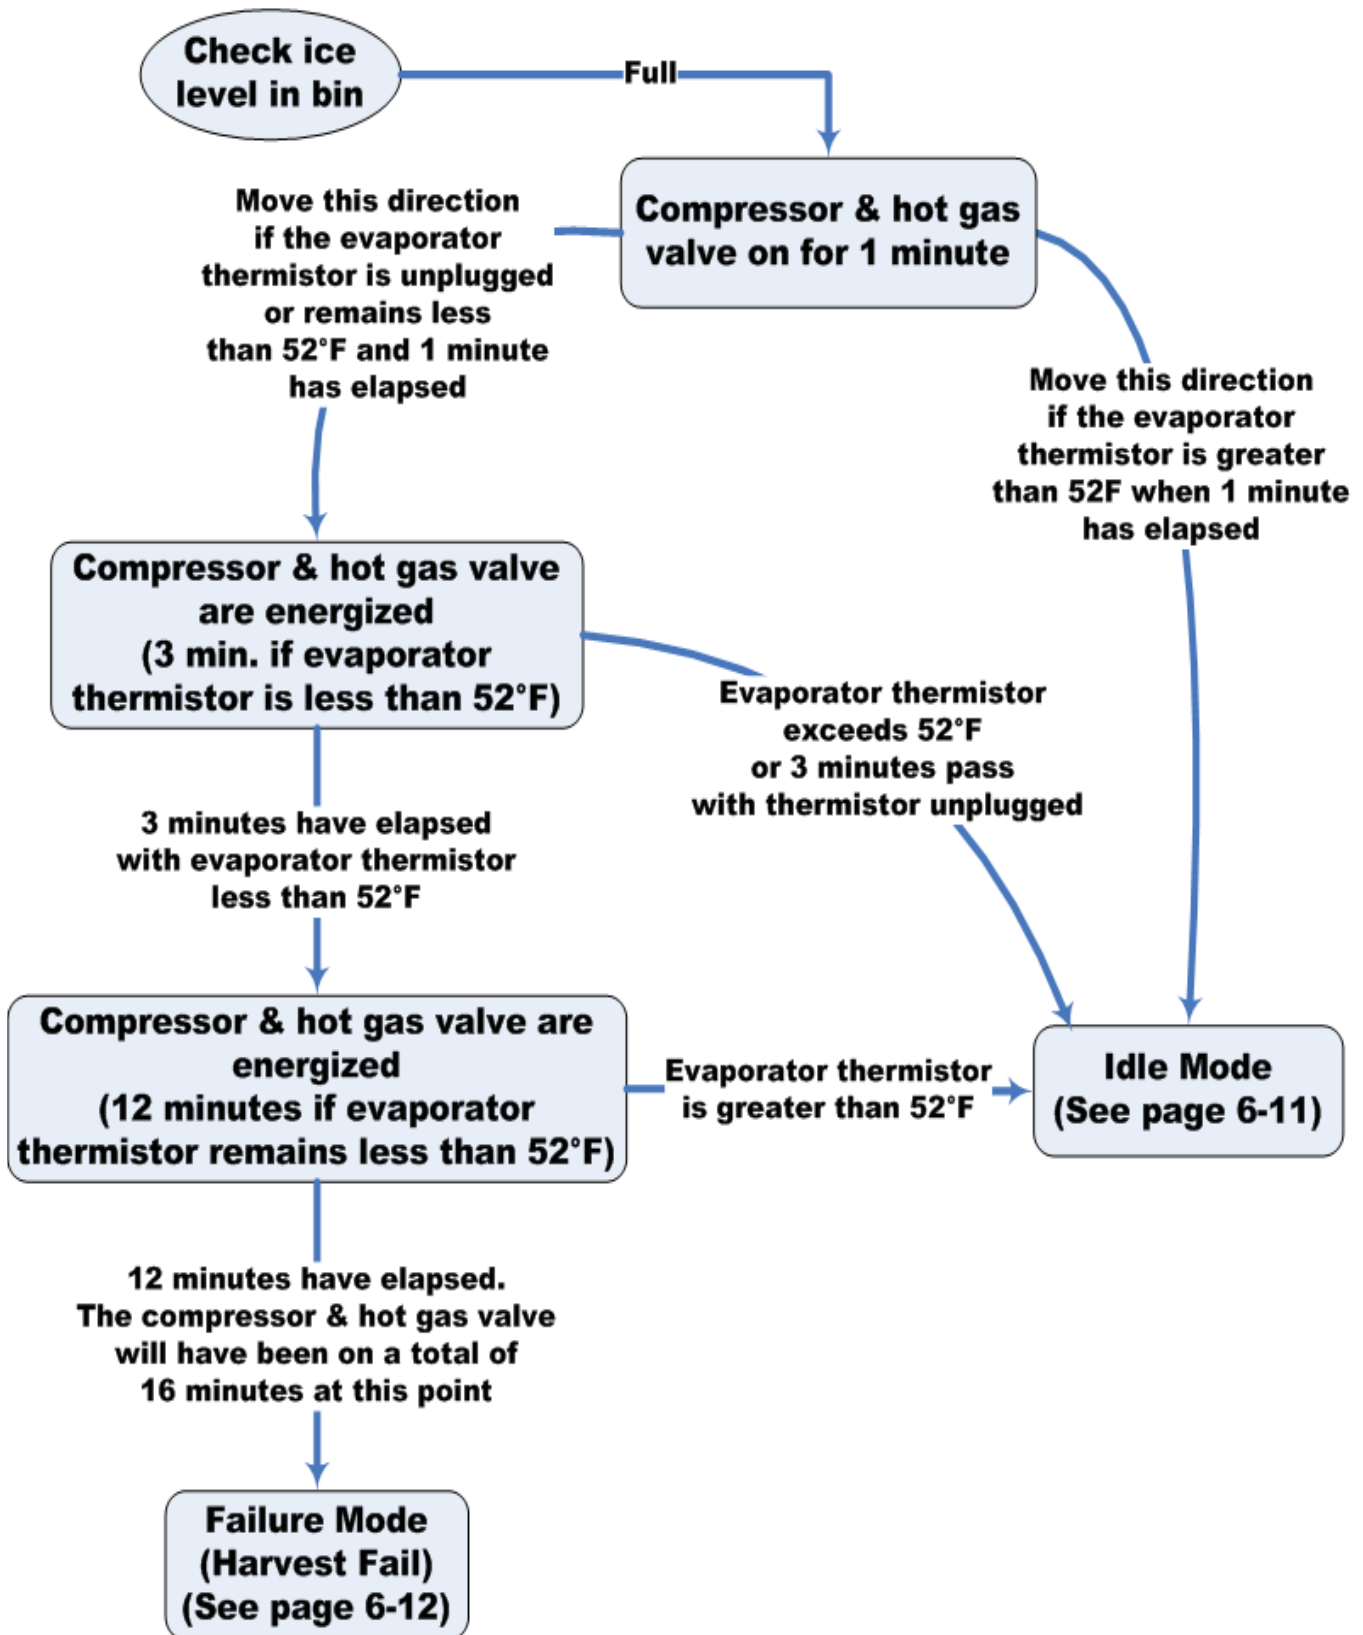 Check ice
level in bin
Full
Compressor & hot gas
valve on for 1 minute
Move this direction
if the evaporator
thermistor is unplugged
or remains less
than 52°F and 1 minute
has elapsed
Move this direction
if the evaporator
thermistor is greater
than 52F when 1 minute
has elapsed
Compressor & hot gas valve
are energized
(3 min. if evaporator
thermistor is less than 52°F)
Evaporator thermistor
exceeds 52°F
or 3 minutes pass
with thermistor unplugged
3 minutes have elapsed
with evaporator thermistor
less than 52°F
Compressor & hot gas valve are
energized
(12 minutes if evaporator
thermistor remains less than 52°F)
Evaporator thermistor
is greater than 52°F
Idle Mode
(See page 6-11)
12 minutes have elapsed.
The compressor & hot gas valve
will have been on a total of
16 minutes at this point
Failure Mode
(Harvest Fail)
(See page 6-12)